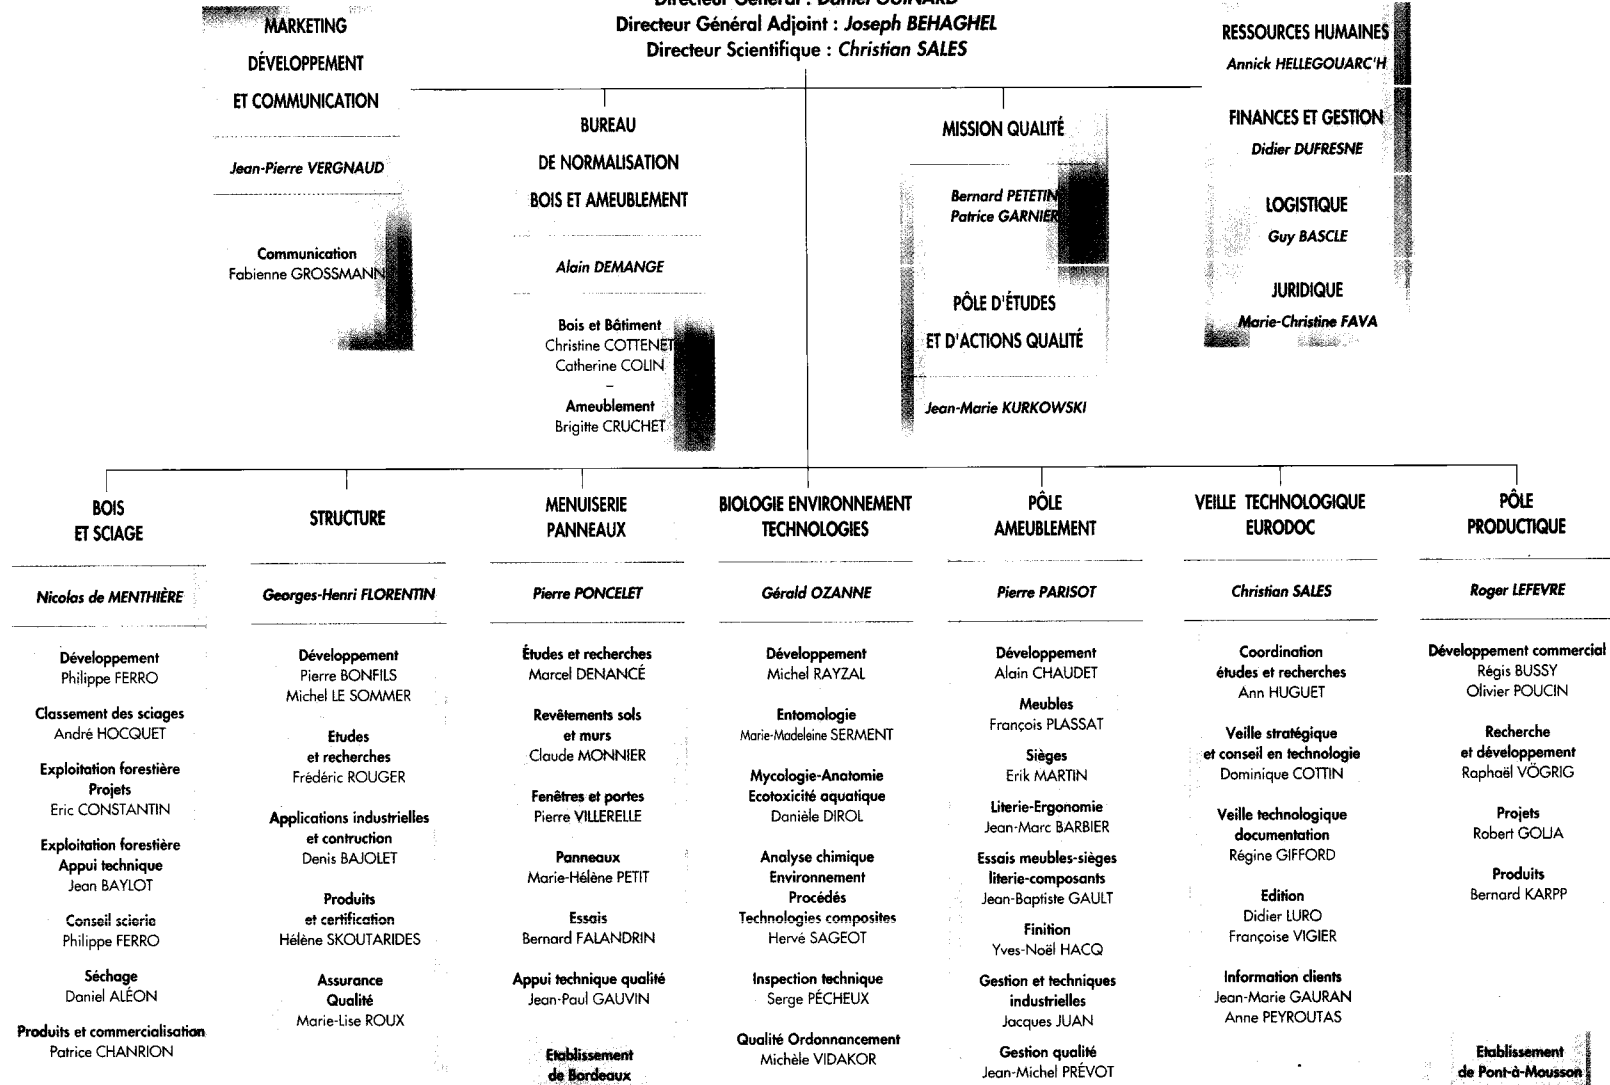 Directeur Général : Daniel GUINARD
Directeur Général Adjoint : Joseph BEHAGHEL
Directeur Scientifique : Christian SALES
MARKETING
DÉVELOPPEMENT
ET COMMUNICATION
Jean-Pierre VERGNAUD
Communication
Fabienne GROSSMANN
BUREAU
DE NORMALISATION
BOIS ET AMEUBLEMENT
Alain DEMANGE
Bois et Bâtiment
Christine COTTENET
Catherine COLIN
–
Ameublement
Brigitte CRUCHET
MISSION QUALITÉ
Bernard PETETIN
Patrice GARNIER
PÔLE D'ÉTUDES
ET D'ACTIONS QUALITÉ
Jean-Marie KURKOWSKI
RESSOURCES HUMAINES
Annick HELLEGOUARC'H
FINANCES ET GESTION
Didier DUFRESNE
LOGISTIQUE
Guy BASCLE
JURIDIQUE
Marie-Christine FAVA
BOIS
ET SCIAGE
Nicolas de MENTHIÈRE
Développement
Philippe FERRO
Classement des sciages
André HOCQUET
Exploitation forestière
Projets
Eric CONSTANTIN
Exploitation forestière
Appui technique
Jean BAYLOT
Conseil scierie
Philippe FERRO
Séchage
Daniel ALÉON
Produits et commercialisation
Patrice CHANRION
STRUCTURE
Georges-Henri FLORENTIN
Développement
Pierre BONFILS
Michel LE SOMMER
Etudes
et recherches
Frédéric ROUGER
Applications industrielles
et contruction
Denis BAJOLET
Produits
et certification
Hélène SKOUTARIDES
Assurance
Qualité
Marie-Lise ROUX
MENUISERIE
PANNEAUX
Pierre PONCELET
Études et recherches
Marcel DENANCÉ
Revêtements sols
et murs
Claude MONNIER
Fenêtres et portes
Pierre VILLERELLE
Panneaux
Marie-Hélène PETIT
Essais
Bernard FALANDRIN
Appui technique qualité
Jean-Paul GAUVIN
Etablissement
de Bordeaux
BIOLOGIE ENVIRONNEMENT
TECHNOLOGIES
Gérald OZANNE
Développement
Michel RAYZAL
Entomologie
Marie-Madeleine SERMENT
Mycologie-Anatomie
Ecotoxicité aquatique
Danièle DIROL
Analyse chimique
Environnement
Procédés
Technologies composites
Hervé SAGEOT
Inspection technique
Serge PÉCHEUX
Qualité Ordonnancement
Michèle VIDAKOR
PÔLE
AMEUBLEMENT
Pierre PARISOT
Développement
Alain CHAUDET
Meubles
François PLASSAT
Sièges
Erik MARTIN
Literie-Ergonomie
Jean-Marc BARBIER
Essais meubles-sièges
literie-composants
Jean-Baptiste GAULT
Finition
Yves-Noël HACQ
Gestion et techniques
industrielles
Jacques JUAN
Gestion qualité
Jean-Michel PRÉVOT
VEILLE TECHNOLOGIQUE
EURODOC
Christian SALES
Coordination
études et recherches
Ann HUGUET
Veille stratégique
et conseil en technologie
Dominique COTTIN
Veille technologique
documentation
Régine GIFFORD
Edition
Didier LURO
Françoise VIGIER
Information clients
Jean-Marie GAURAN
Anne PEYROUTAS
PÔLE
PRODUCTIQUE
Roger LEFEVRE
Développement commercial
Régis BUSSY
Olivier POUCIN
Recherche
et développement
Raphaël VÖGRIG
Projets
Robert GOLJA
Produits
Bernard KARPP
Etablissement
de Pont-à-Mousson